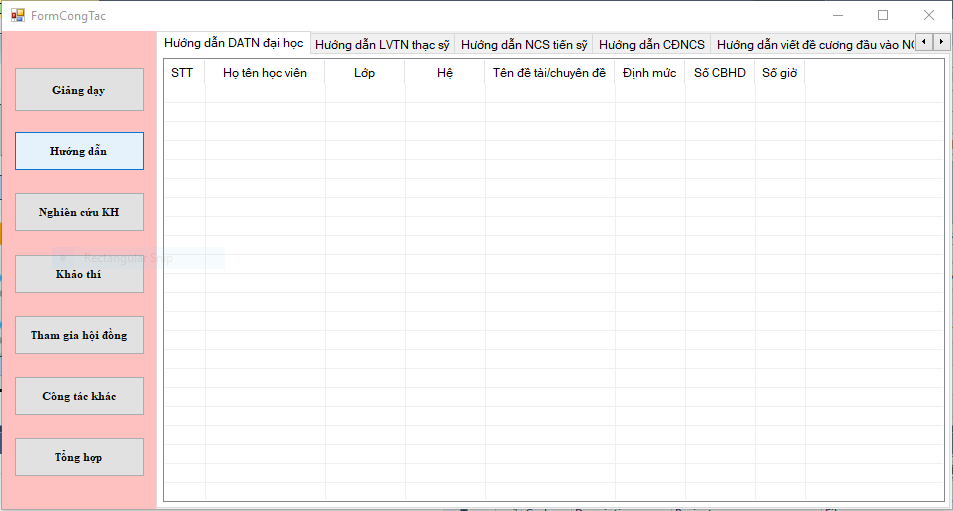 FormCongTac
Hướng dẫn DATN đại học
Hướng dẫn LVTN thạc sỹ
Hướng dẫn NCS tiến sỹ
Hướng dẫn CĐNCS
Hướng dẫn viết đề cương đầu vào
STT
Họ tên học viên
Lớp
Hệ
Tên đề tài/chuyên đề
Định mức
Số CBHD
Số giờ
Giảng dạy
Hướng dẫn
Nghiên cứu KH
Rectangular Snip
Khảo thí
Tham gia hội đồng
Công tác khác
Tổng hợp